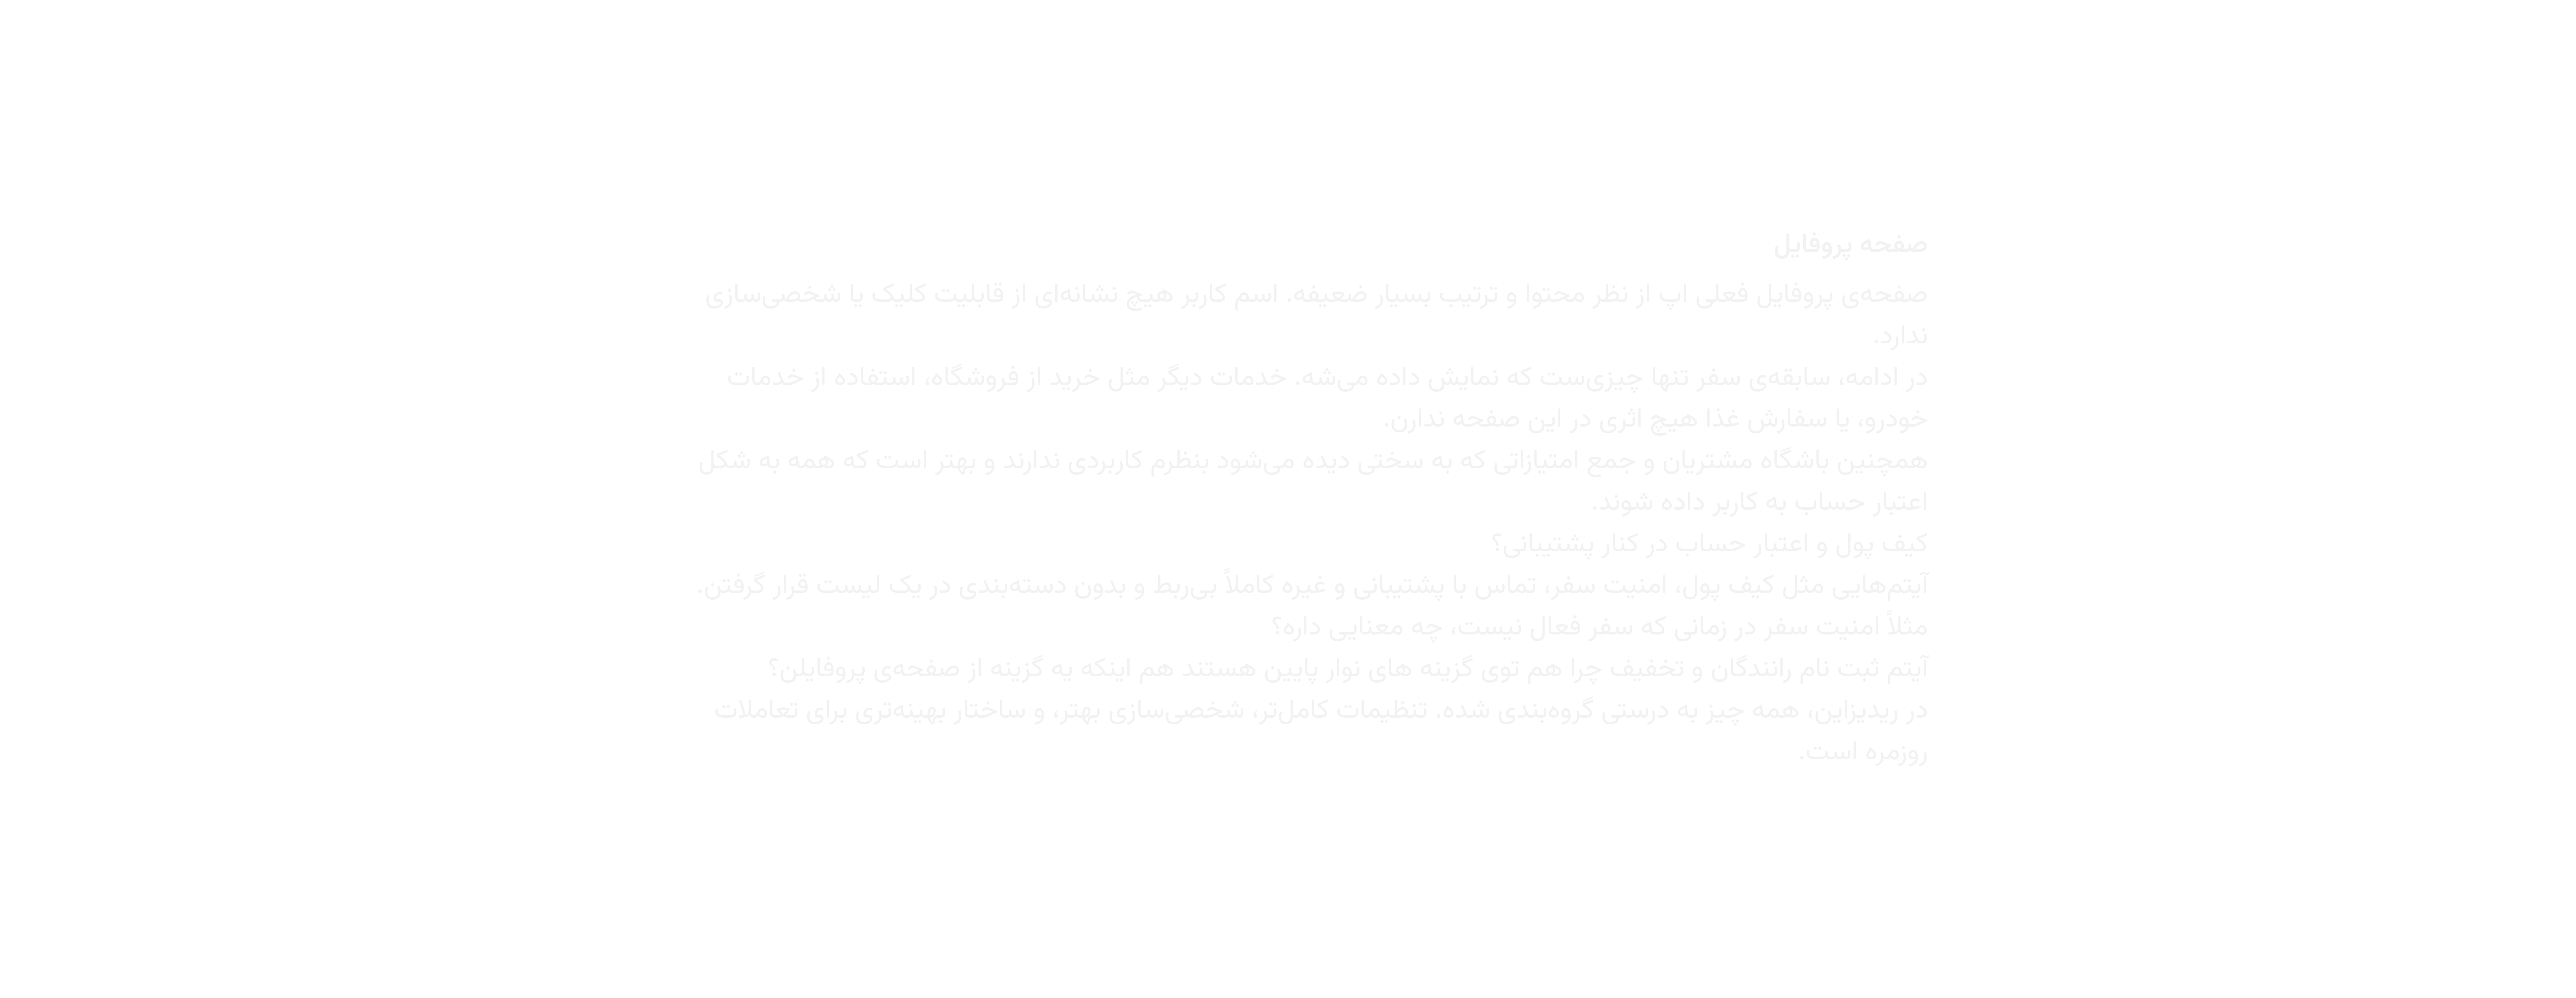 صفحه پروفایل
صفحه‌ی پروفایل فعلی اپ از نظر محتوا و ترتیب بسیار ضعیفه. اسم کاربر هیچ نشانه‌ای از قابلیت کلیک یا شخصی‌سازی
ندارد.
در ادامه، سابقه‌ی سفر تنها چیزی‌ست که نمایش داده می‌شه. خدمات دیگر مثل خرید از فروشگاه، استفاده از خدمات
خودرو، یا سفارش غذا هیچ اثری در این صفحه ندارن.
همچنین باشگاه مشتریان و جمع امتیازاتی که به سختی دیده می‌شود بنظرم کاربردی ندارند و بهتر است که همه به شکل
اعتبار حساب به کاربر داده شوند.
کیف پول و اعتبار حساب در کنار پشتیبانی؟
آیتم‌هایی مثل کیف پول، امنیت سفر، تماس با پشتیبانی و غیره کاملاً بی‌ربط و بدون دسته‌بندی در یک لیست قرار گرفتن.
مثلاً امنیت سفر در زمانی که سفر فعال نیست، چه معنایی داره؟
آیتم ثبت نام رانندگان و تخفیف چرا هم توی گزینه های نوار پایین هستند هم اینکه یه گزینه از صفحه‌ی پروفایلن؟
در ریدیزاین، همه چیز به درستی گروه‌بندی شده. تنظیمات کامل‌تر، شخصی‌سازی بهتر، و ساختار بهینه‌تری برای تعاملات
روزمره است.